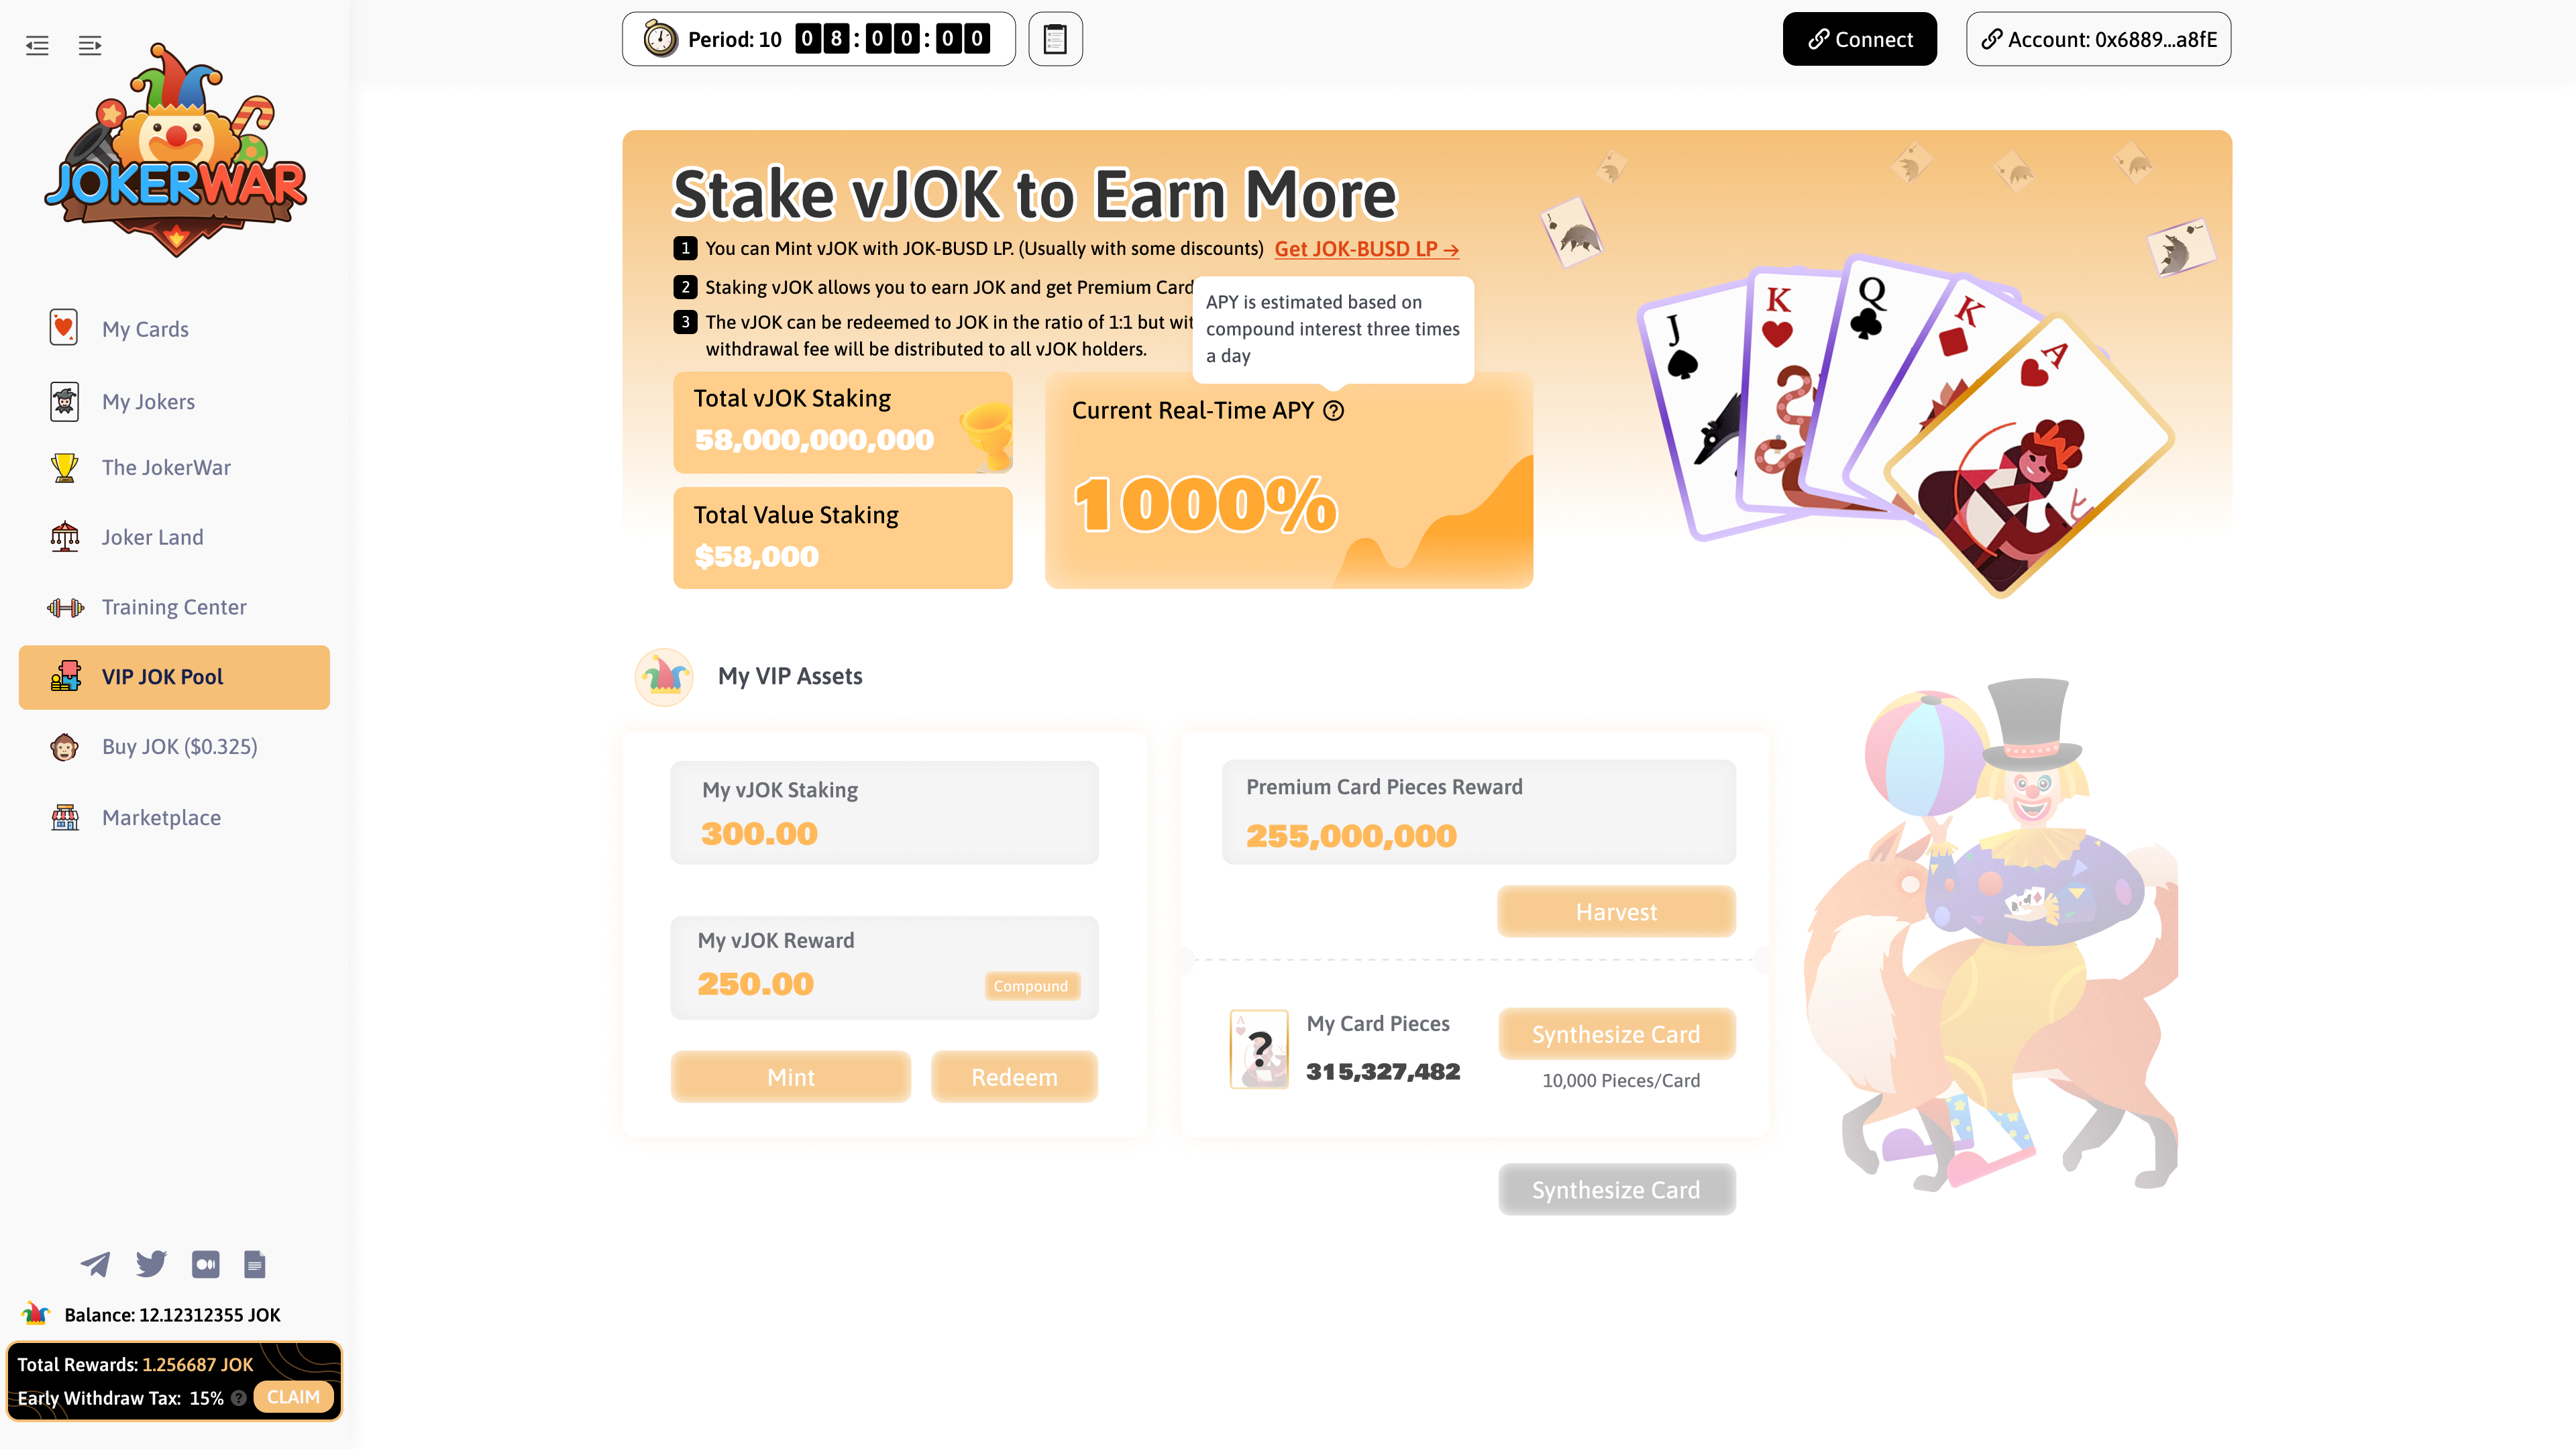 JOKERWAR
My Cards
My Jokers
The JokerWar
Joker Land
Training Center
VIP JOK Pool
Buy JOK ($0.325)
Marketplace
Balance: 12.12312355 JOK
Total Rewards: 1.256687 JOK
Early Withdraw Tax: 15% ?
CLAIM
Period: 10 08:00:00
Connect
Account: 0x6889...a8fE
Stake vJOK to Earn More
1 You can Mint vJOK with JOK-BUSD LP. (Usually with some discounts) Get JOK-BUSD LP →
2 Staking vJOK allows you to earn JOK and get Premium Card
3 The vJOK can be redeemed to JOK in the ratio of 1:1 but
withdrawal fee will be distributed to all vJOK holders.
APY is estimated based on
compound interest three times
a day
Total vJOK Staking
58,000,000,000
Total Value Staking
$58,000
Current Real-Time APY ?
1000%
J
K
Q
K
A
My VIP Assets
My vJOK Staking
300.00
My vJOK Reward
250.00
Compound
Mint
Redeem
Premium Card Pieces Reward
255,000,000
Harvest
A
?
My Card Pieces
315,327,482
Synthesize Card
10,000 Pieces/Card
Synthesize Card